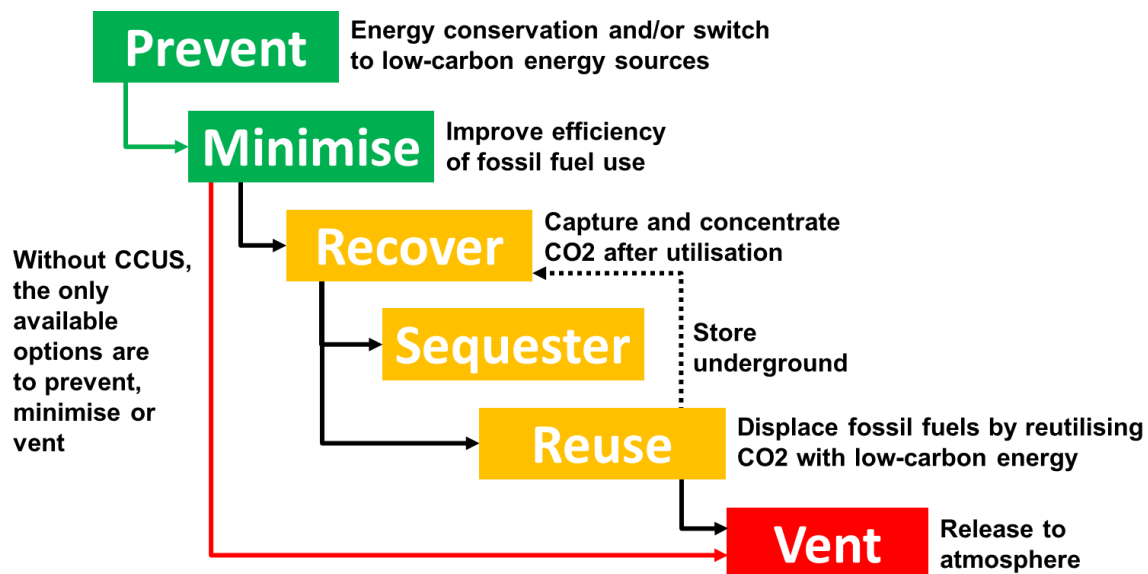 Prevent
Energy conservation and/or switch
to low-carbon energy sources
Minimise
Improve efficiency
of fossil fuel use
Recover
Capture and concentrate
CO2 after utilisation
Without CCUS,
the only
available
options are
to prevent,
minimise or
vent
Sequester
Store
underground
Reuse
Displace fossil fuels by reutilising
CO2 with low-carbon energy
Vent
Release to
atmosphere